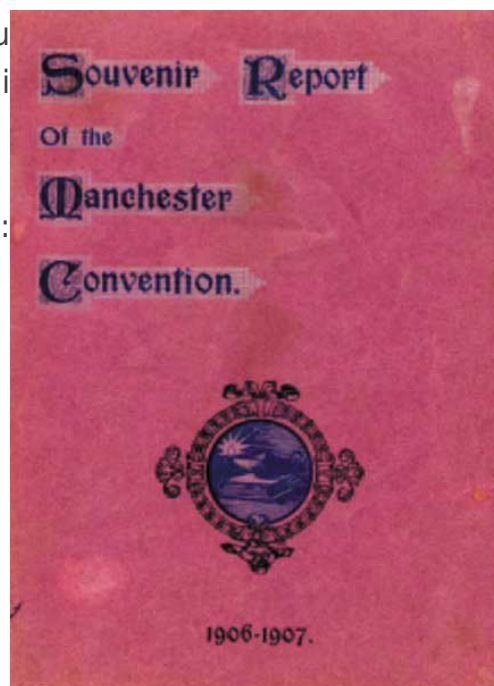 u
i
:
Souvenir Report
Of the
Manchester
Convention.
1906-1907.